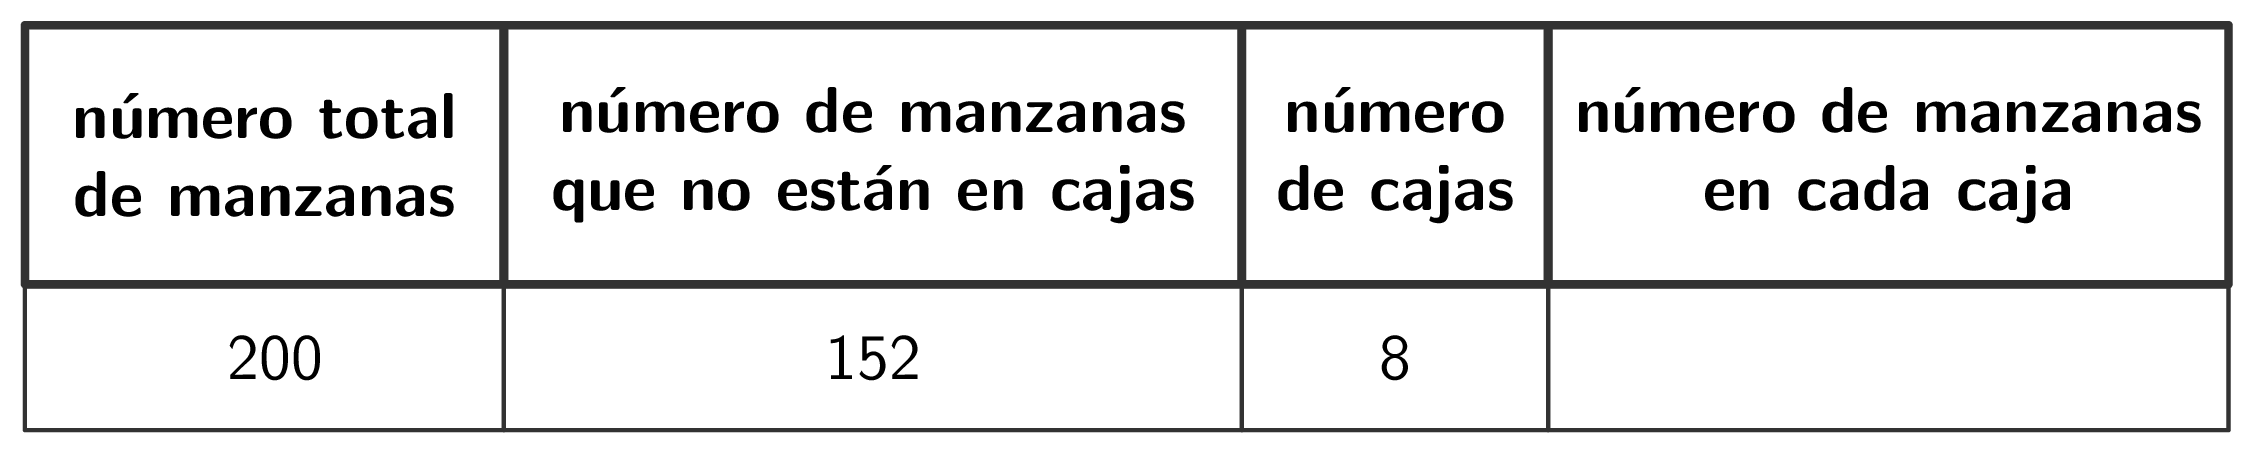 número total
de manzanas
número de manzanas
que no están en cajas
número
de cajas
número de manzanas
en cada caja
200
152
8